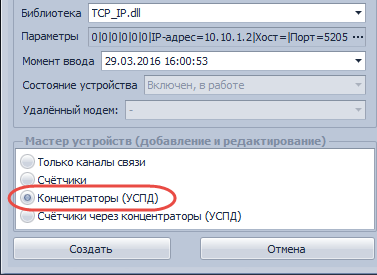 Библиотека TCP_IP.dll
Параметры 0|0|0|0|0|0|IP-адрес=10.10.1.2|Хост=|Порт=5205 ...
Момент ввода 29.03.2016 16:00:53
Состояние устройства Включен, в работе
Удалённый модем: -
Мастер устройств (добавление и редактирование)
Только каналы связи
Счётчики
Концентраторы (УСПД)
Счётчики через концентраторы (УСПД)
Создать Отмена